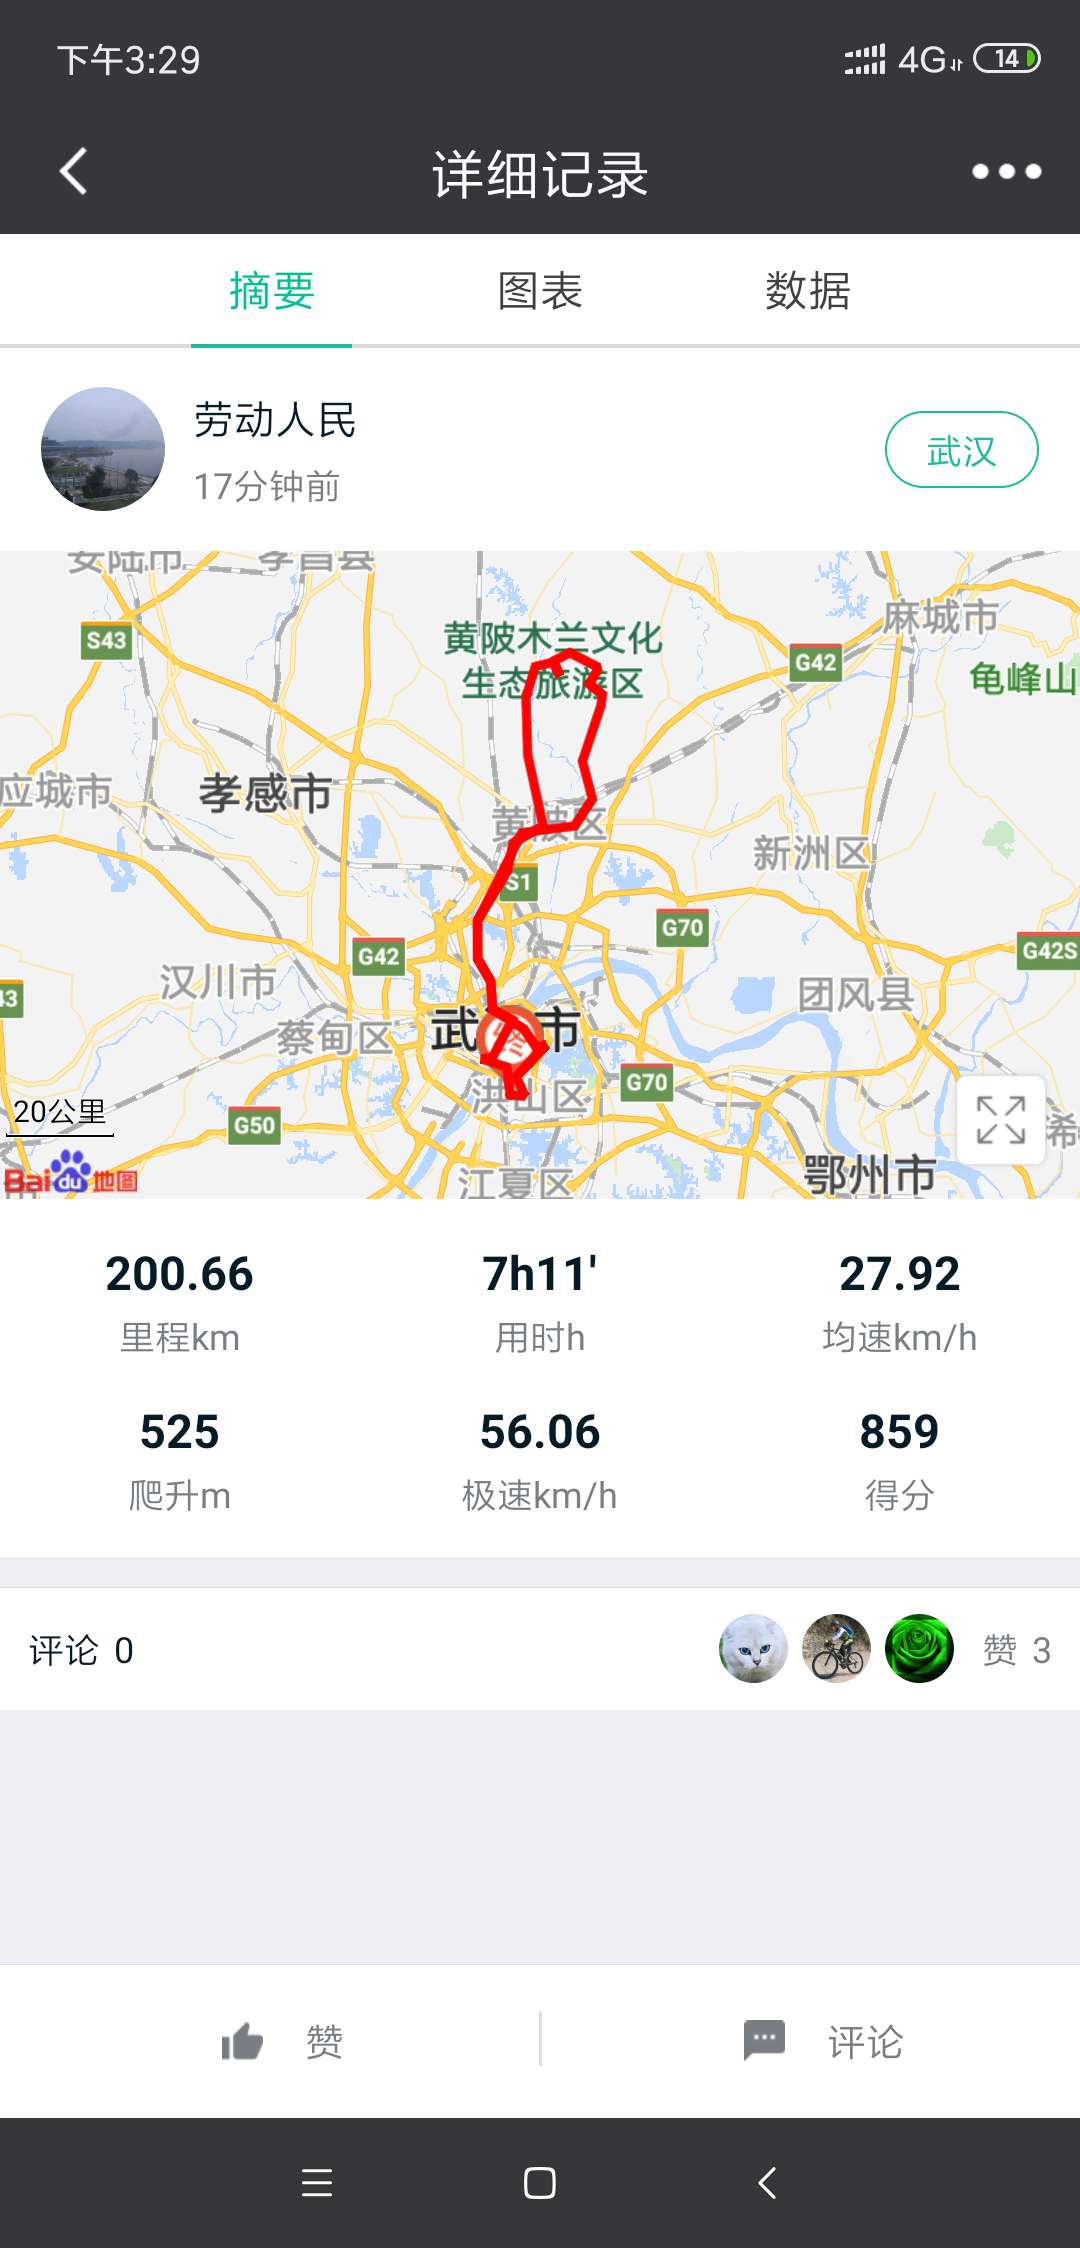 下午3:29
4G
14
详细记录
摘要 图表 数据
劳动人民
17分钟前
武汉
安陆市 孝昌县
麻城市
黄陂木兰文化
生态旅游区
S43
G42
龟峰山
应城市 孝感市
黄陂区
新洲区
S1
G70
G42
G42S
汉川市
团风县
蔡甸区
武 市
洪山区
G70
20公里
G50
浠
Baidu地图
江夏区
鄂州市
200.66 7h11' 27.92
里程km 用时h 均速km/h
525 56.06 859
爬升m 极速km/h 得分
评论 0
赞 3
赞 评论